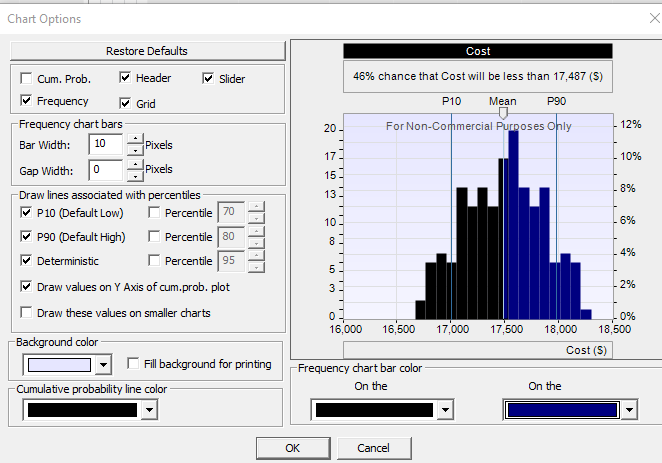 Chart Options
Restore Defaults
Cum. Prob.
Header
Slider
Frequency
Grid
Frequency chart bars
Bar Width: 10 Pixels
Gap Width: 0 Pixels
Draw lines associated with percentiles
P10 (Default Low)
Percentile 70
P90 (Default High)
Percentile 80
Deterministic
Percentile 95
Draw values on Y Axis of cum.prob. plot
Draw these values on smaller charts
Background color
Fill background for printing
Cumulative probability line color
Cost
46% chance that Cost will be less than 17,487 ($)
P10 Mean P90
For Non-Commercial Purposes Only
20
17
15
13
10
8
5
3
0
12%
10%
8%
6%
4%
2%
0%
16,000 16,500 17,000 17,500 18,000 18,500
Cost ($)
Frequency chart bar color
On the
On the
OK
Cancel